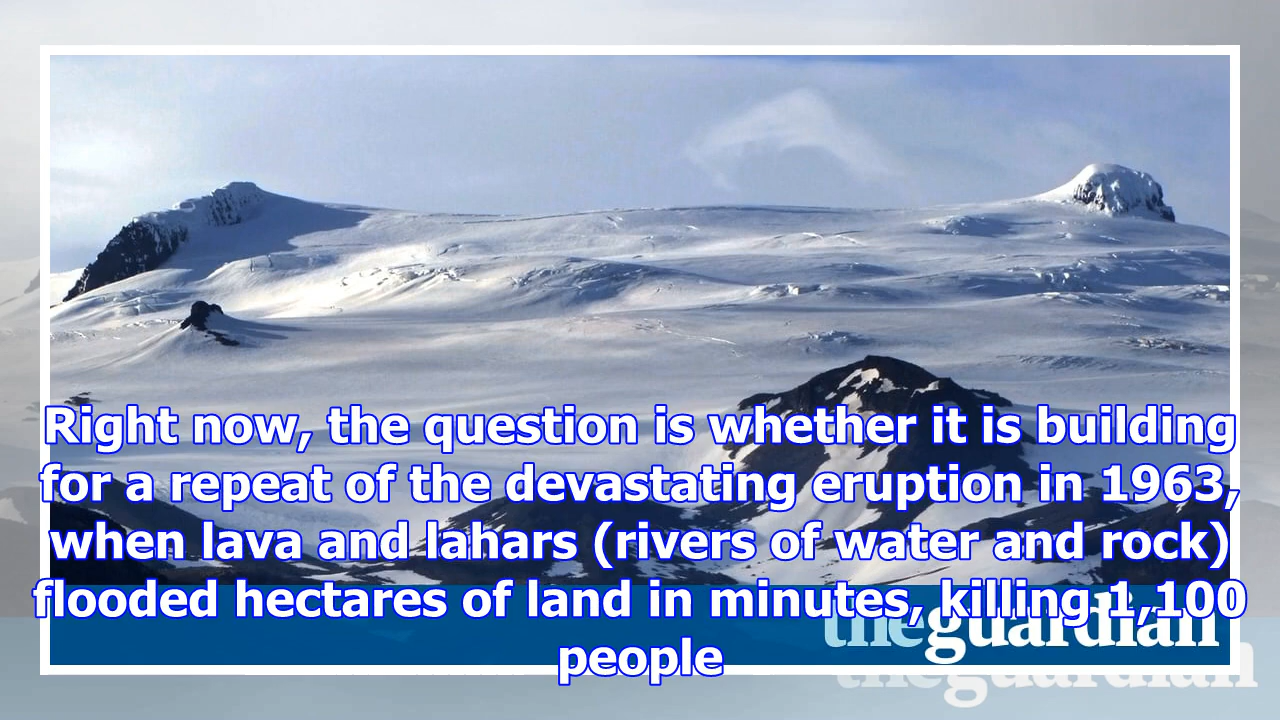 Right now, the question is whether it is building
for a repeat of the devastating eruption in 1963,
when lava and lahars (rivers of water and rock)
flooded hectares of land in minutes, killing 1,100
people
theguardian
theguardian